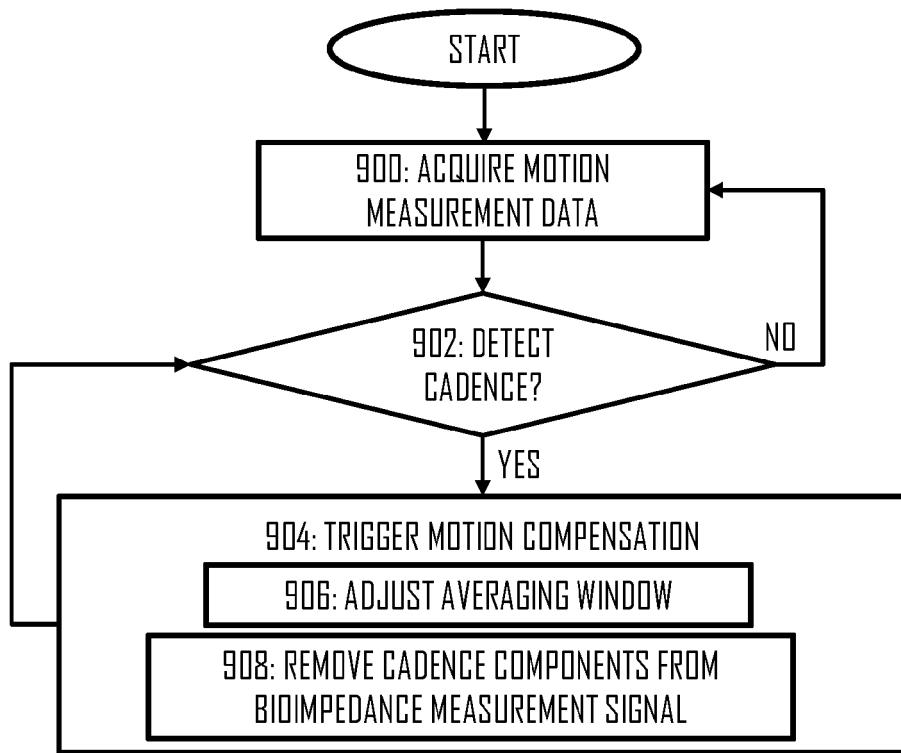 START
900: ACQUIRE MOTION
MEASUREMENT DATA
902: DETECT
CADENCE?
NO
YES
904: TRIGGER MOTION COMPENSATION
906: ADJUST AVERAGING WINDOW
908: REMOVE CADENCE COMPONENTS FROM
BIOIMPEDANCE MEASUREMENT SIGNAL